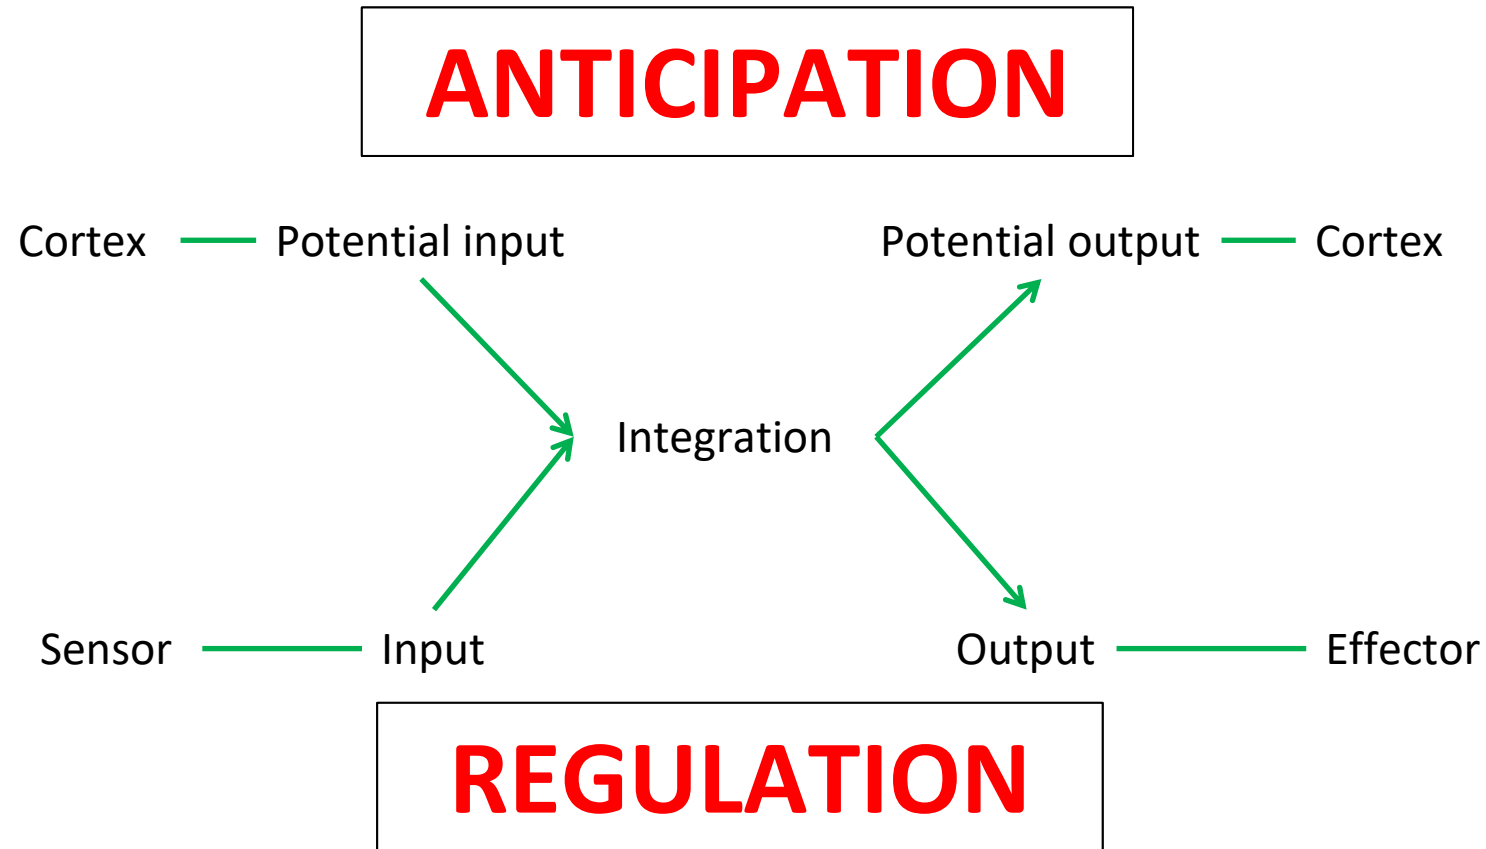 ANTICIPATION
Cortex Potential input Potential output Cortex
Integration
Sensor Input Output Effector
REGULATION